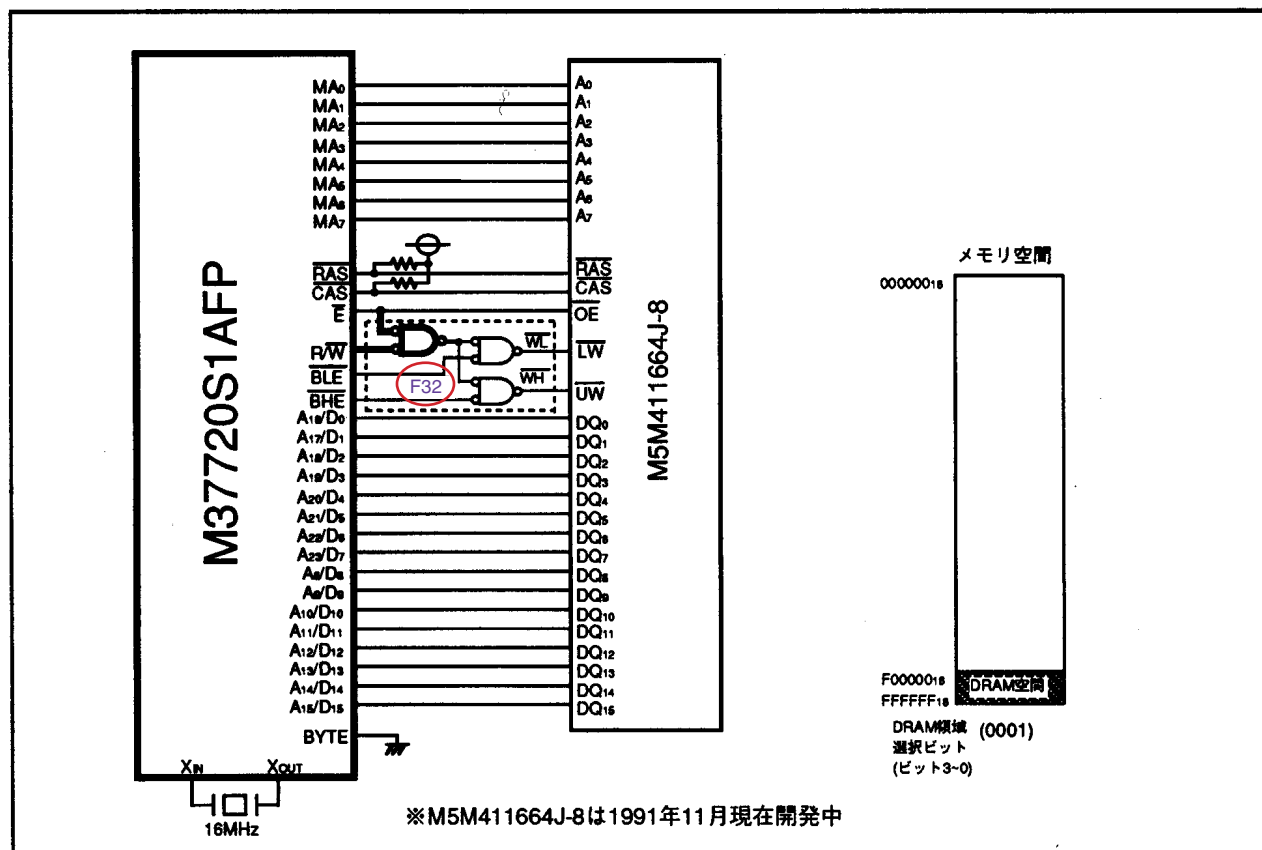 M37720S1AFP
MA0
MA1
MA2
MA3
MA4
MA5
MA6
MA7
RAS
CAS
E
R/W
BLE
BHE
A16/D0
A17/D1
A18/D2
A19/D3
A20/D4
A21/D5
A22/D6
A23/D7
A8/D8
A9/D9
A10/D10
A11/D11
A12/D12
A13/D13
A14/D14
A15/D15
BYTE
XIN
XOUT
16MHz
F32
WL
WH
A0
A1
A2
A3
A4
A5
A6
A7
RAS
CAS
OE
LW
UW
DQ0
DQ1
DQ2
DQ3
DQ4
DQ5
DQ6
DQ7
DQ8
DQ9
DQ10
DQ11
DQ12
DQ13
DQ14
DQ15
M5M411664J-8
メモリ空間
00000016
F0000016
FFFFFF16
DRAM空間
DRAM領域
選択ビット
(ビット3~0)
(0001)
※M5M411664J-8は1991年11月現在開発中